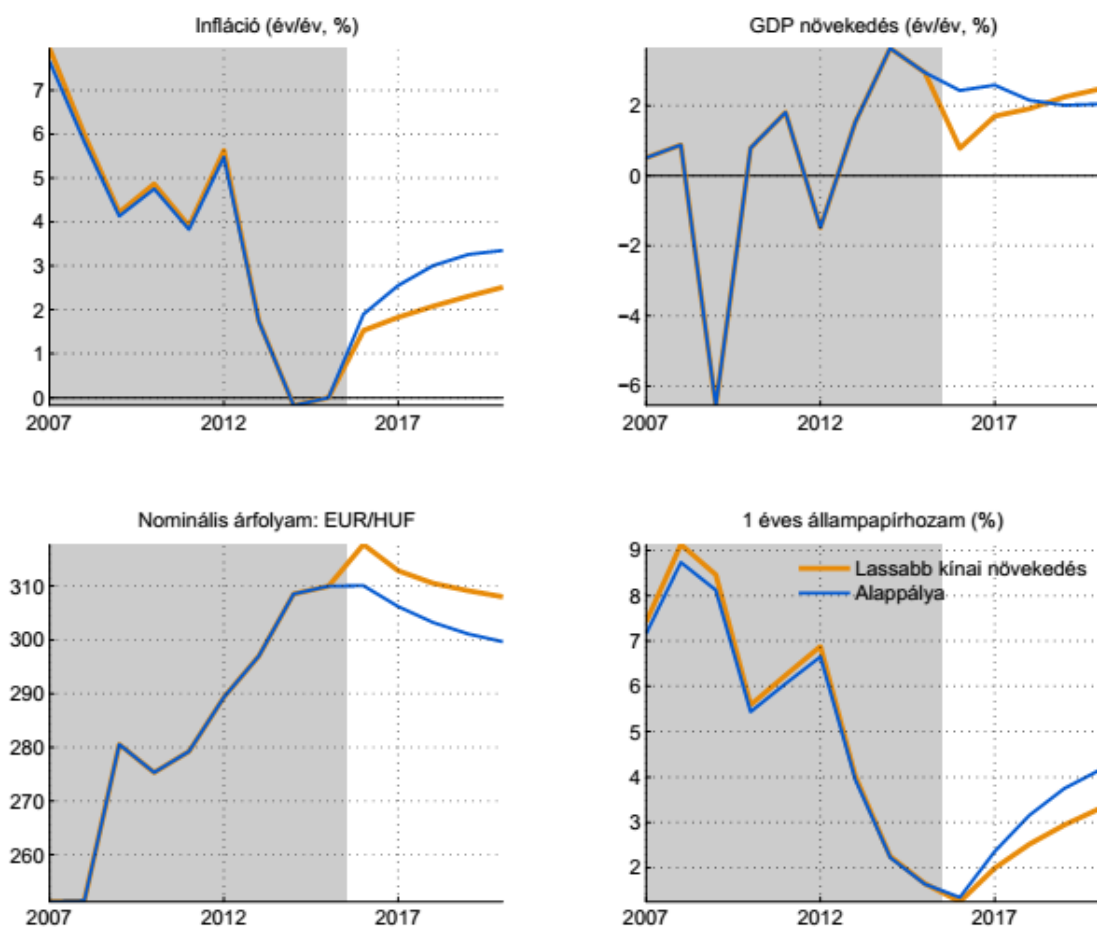 Infláció (év/év, %)
7
6
5
4
3
2
1
0
2007 2012 2017
GDP növekedés (év/év, %)
2
0
−2
−4
−6
2007 2012 2017
Nominális árfolyam: EUR/HUF
310
300
290
280
270
260
2007 2012 2017
1 éves állampapírhozam (%)
9
8
7
6
5
4
3
2
Lassabb kínai növekedés
Alappálya
2007 2012 2017